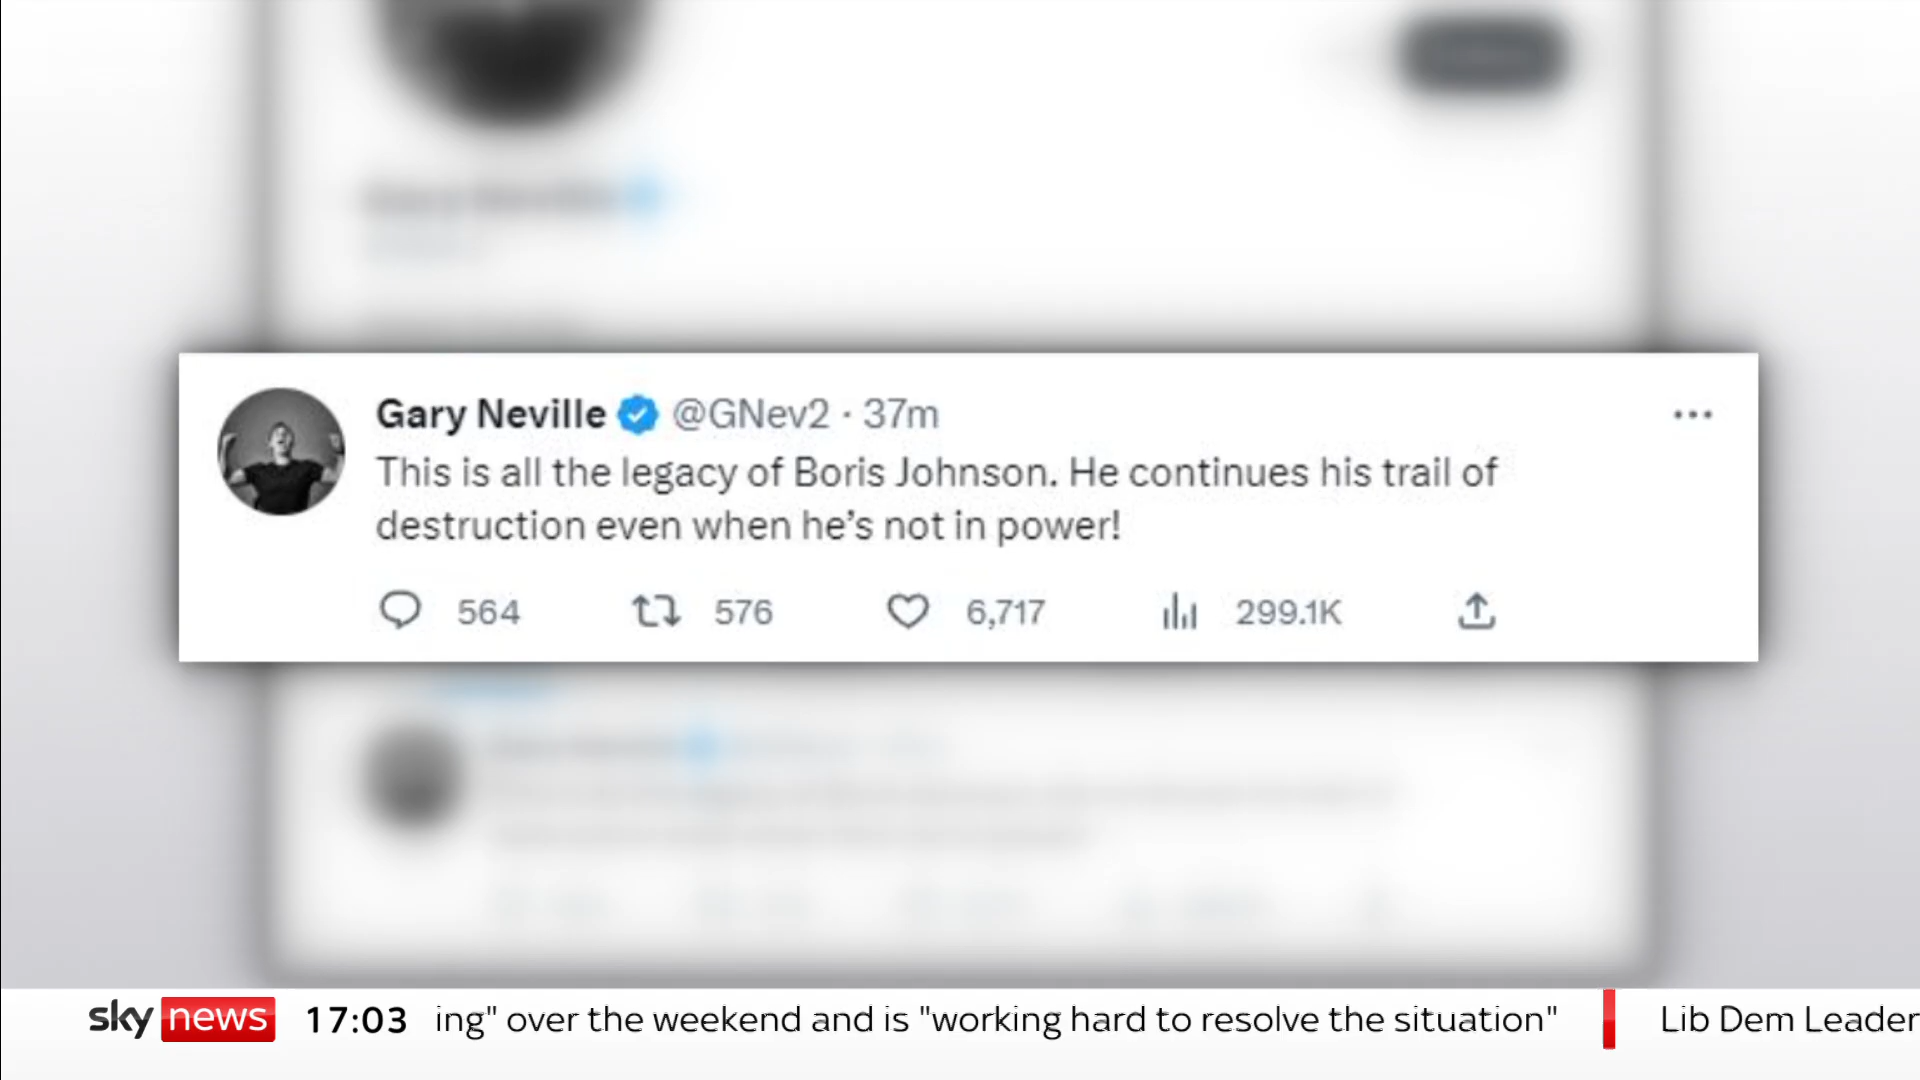 Gary Neville @GNev2 · 37m
This is all the legacy of Boris Johnson. He continues his trail of
destruction even when he’s not in power!
564 576 6,717 299.1K
sky news 17:03 ing" over the weekend and is "working hard to resolve the situation" Lib Dem Leader